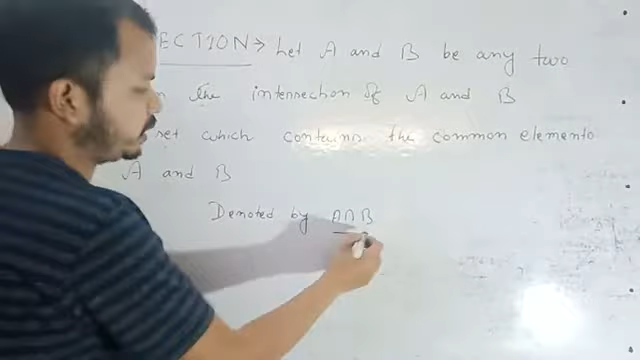 ECTION → Let A and B be any two
n the intersection of A and B
set which contains the common elements
A and B
Denoted by A∩B